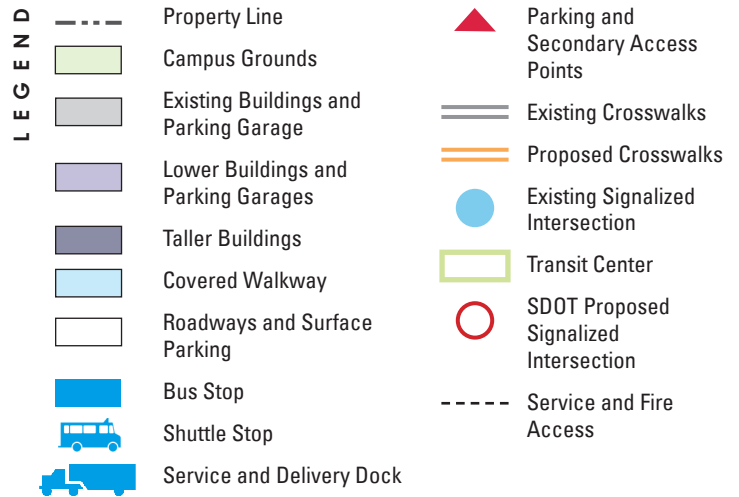 LEGEND
Property Line
Campus Grounds
Existing Buildings and
Parking Garage
Lower Buildings and
Parking Garages
Taller Buildings
Covered Walkway
Roadways and Surface
Parking
Bus Stop
Shuttle Stop
Service and Delivery Dock
Parking and
Secondary Access
Points
Existing Crosswalks
Proposed Crosswalks
Existing Signalized
Intersection
Transit Center
SDOT Proposed
Signalized
Intersection
Service and Fire
Access